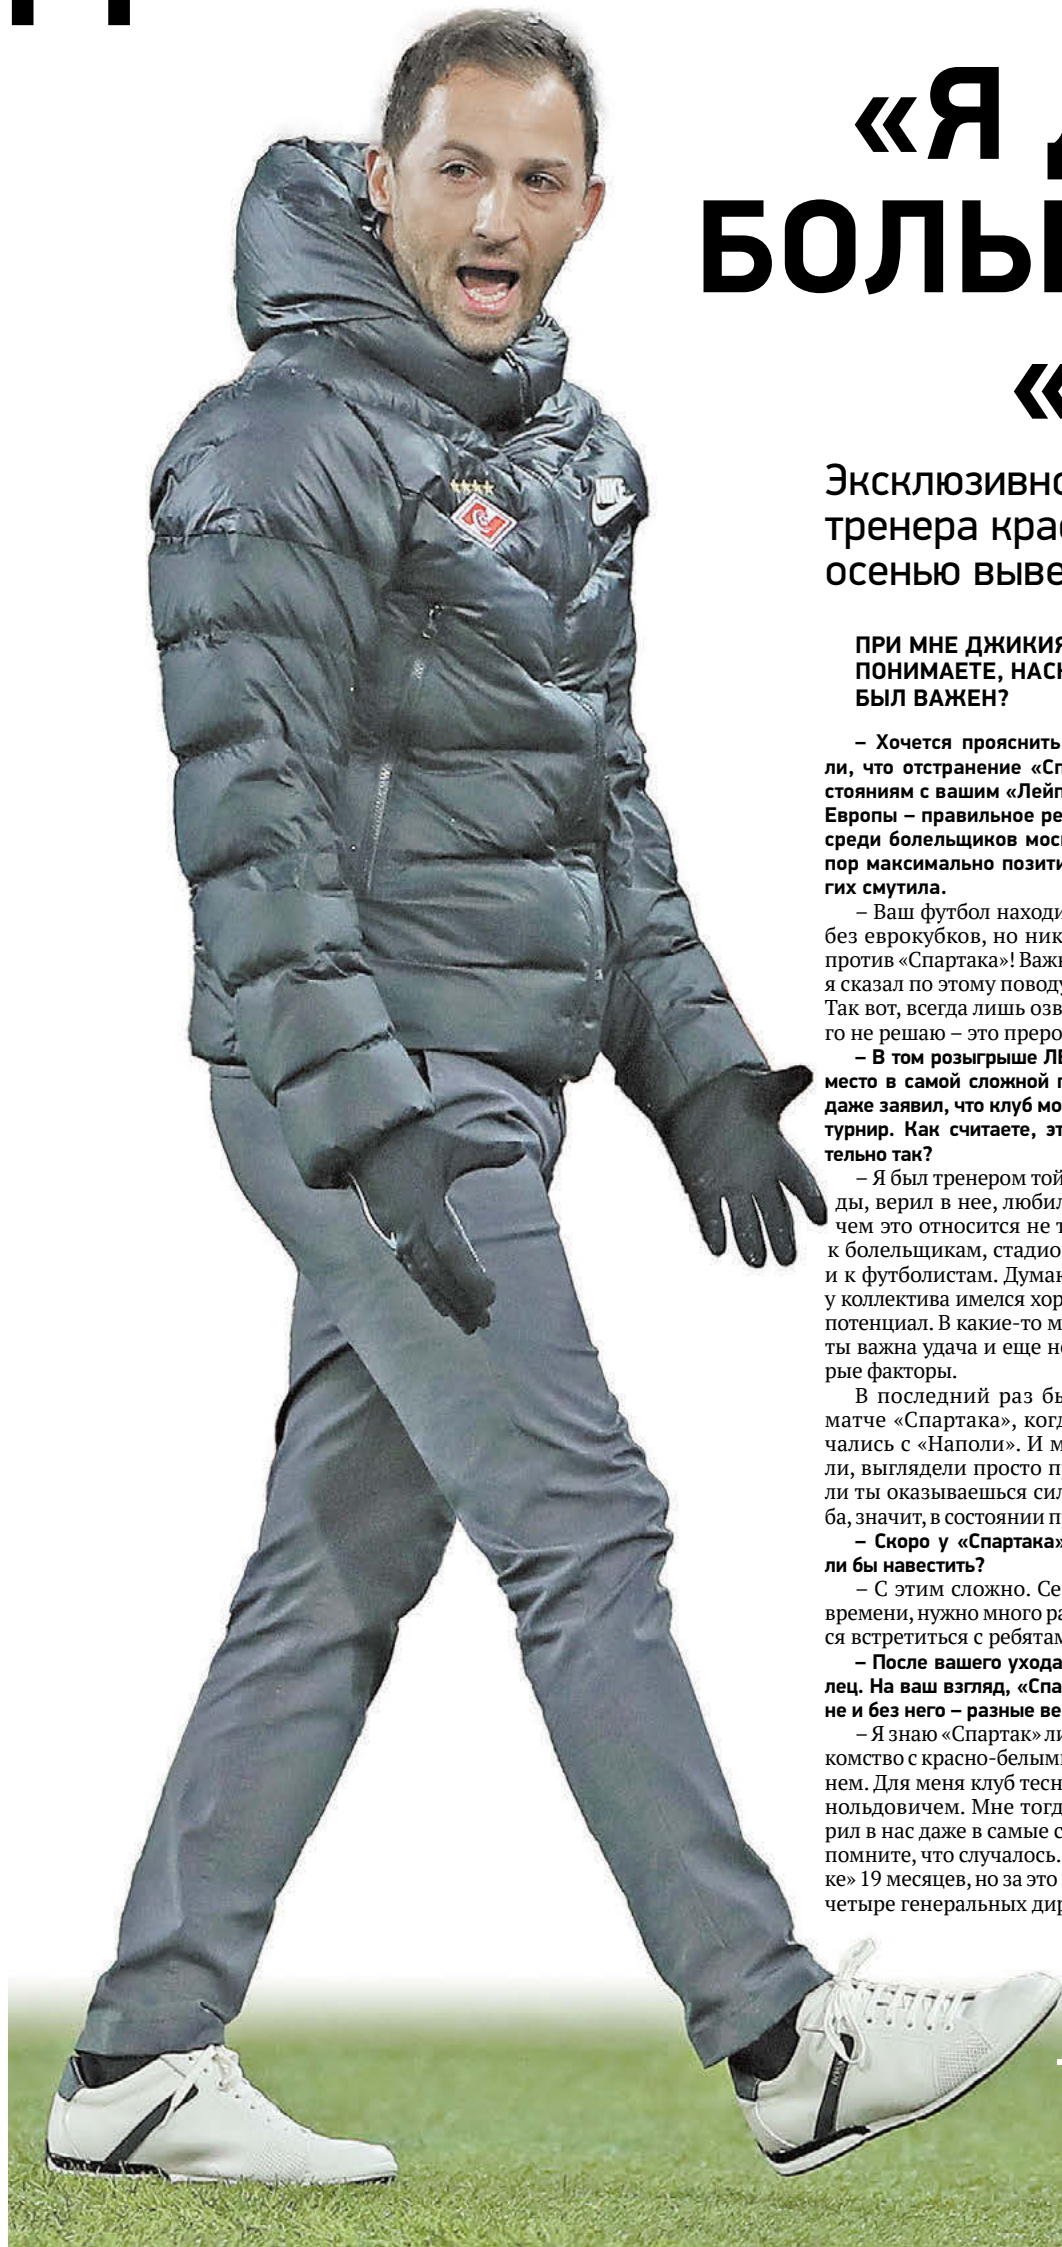 «Я
БОЛЫ
«
Эксклюзивно
тренера кра
осенью выве
ПРИ МНЕ ДЖИКИЯ
ПОНИМАЕТЕ, НАСК
БЫЛ ВАЖЕН?
– Хочется прояснить
ли, что отстранение «Сп
стояниям с вашим «Лейп
Европы – правильное ре
среди болельщиков мос
пор максимально позити
гих смутила.
– Ваш футбол находи
без еврокубков, но ник
против «Спартака»! Важн
я сказал по этому поводу
Так вот, всегда лишь озв
го не решаю – это преро
– В том розыгрыше ЛЕ
место в самой сложной г
даже заявил, что клуб мо
турнир. Как считаете, эт
тельно так?
– Я был тренером той
ды, верил в нее, любил
чем это относится не т
к болельщикам, стадио
и к футболистам. Думаю
у коллектива имелся хор
потенциал. В какие-то м
ты важна удача и еще не
рые факторы.
В последний раз бы
матче «Спартака», когд
чались с «Наполи». И м
ли, выглядели просто п
ли ты оказываешься сил
ба, значит, в состоянии п
– Скоро у «Спартака»
ли бы навестить?
– С этим сложно. Се
времени, нужно много ра
ся встретиться с ребятам
– После вашего ухода
лец. На ваш взгляд, «Спа
не и без него – разные ве
– Я знаю «Спартак» ли
комство с красно-белыми
нем. Для меня клуб тесн
нольдовичем. Мне тогд
рил в нас даже в самые с
помните, что случалось.
ке» 19 месяцев, но за это
четыре генеральных дир
NIKE
BOSS